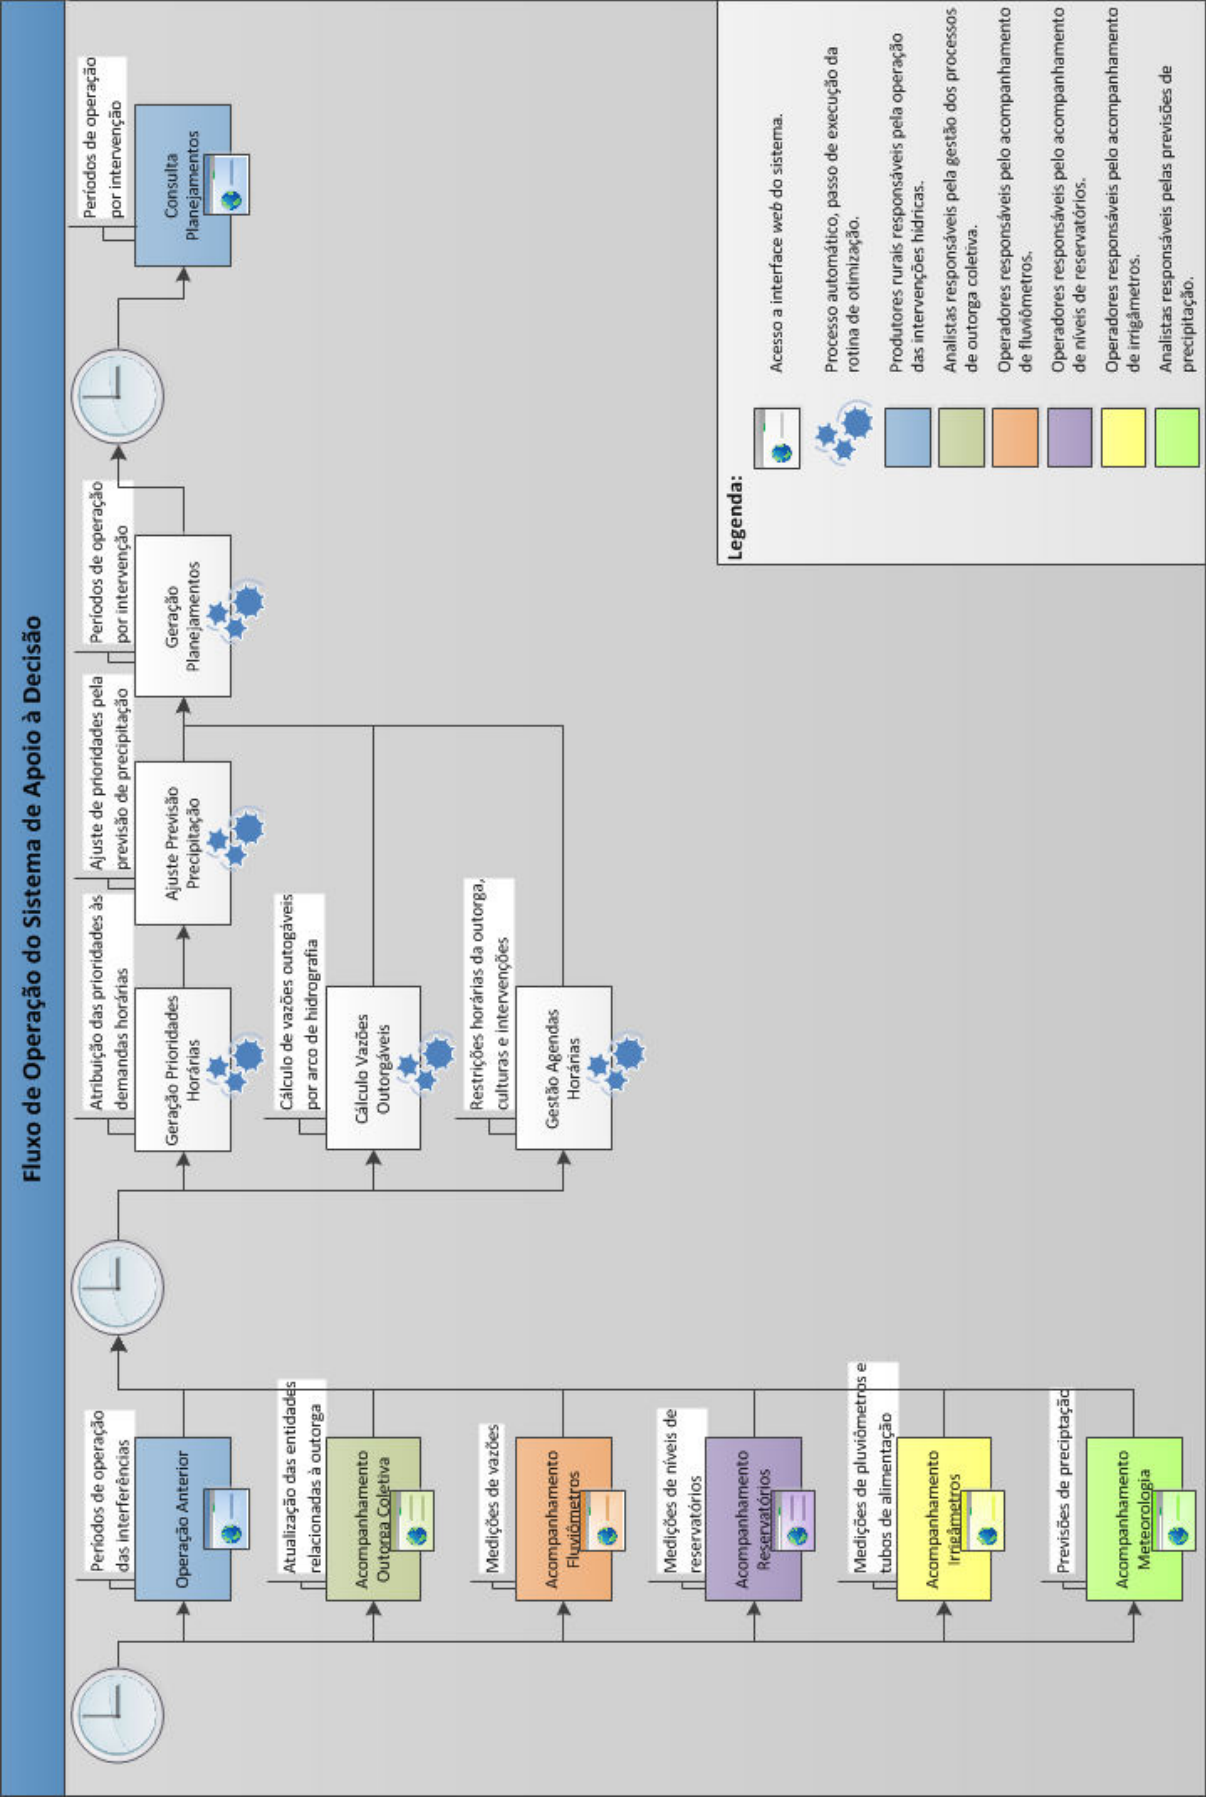 Fluxo de Operação do Sistema de Apoio à Decisão
Períodos de operação
das interferências
Operação Anterior
Atualização das entidades
relacionadas à outorga
Acompanhamento
Outorga Coletiva
Medições de vazões
Acompanhamento
Fluviômetros
Medições de níveis de
reservatórios
Acompanhamento
Reservatórios
Medições de pluviômetros e
tubos de alimentação
Acompanhamento
Irrigâmetros
Previsões de preciptação
Acompanhamento
Meteorologia
Atribuição das prioridades às
demandas horárias
Geração Prioridades
Horárias
Cálculo de vazões outogáveis
por arco de hidrografia
Cálculo Vazões
Outorgáveis
Restrições horárias da outorga,
culturas e intervenções
Gestão Agendas
Horárias
Ajuste de prioridades pela
previsão de precipitação
Ajuste Previsão
Precipitação
Períodos de operação
por intervenção
Geração
Planejamentos
Períodos de operação
por intervenção
Consulta
Planejamentos
Legenda:
Acesso a interface web do sistema.
Processo automático, passo de execução da
rotina de otimização.
Produtores rurais responsáveis pela operação
das intervenções hídricas.
Analistas responsáveis pela gestão dos processos
de outorga coletiva.
Operadores responsáveis pelo acompanhamento
de fluviômetros.
Operadores responsáveis pelo acompanhamento
de níveis de reservatórios.
Operadores responsáveis pelo acompanhamento
de irrigâmetros.
Analistas responsáveis pelas previsões de
precipitação.